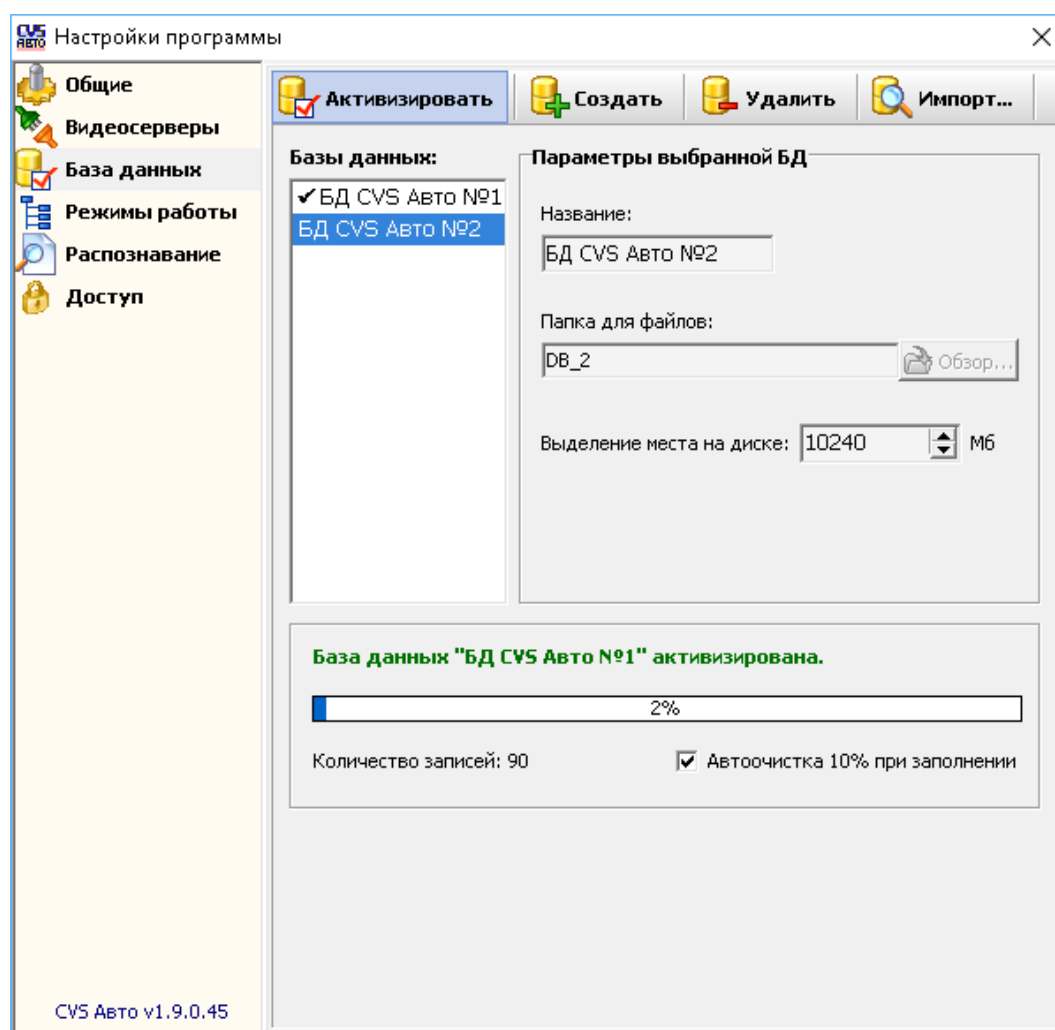 CVS АВТО Настройки программы
Общие
Видеосерверы
База данных
Режимы работы
Распознавание
Доступ
CVS Авто v1.9.0.45
Активизировать Создать Удалить Импорт...
Базы данных:
✔БД CVS Авто №1
БД CVS Авто №2
Параметры выбранной БД
Название:
БД CVS Авто №2
Папка для файлов:
DB_2 Обзор...
Выделение места на диске: 10240 Мб
База данных "БД CVS Авто №1" активизирована.
2%
Количество записей: 90 Автоочистка 10% при заполнении